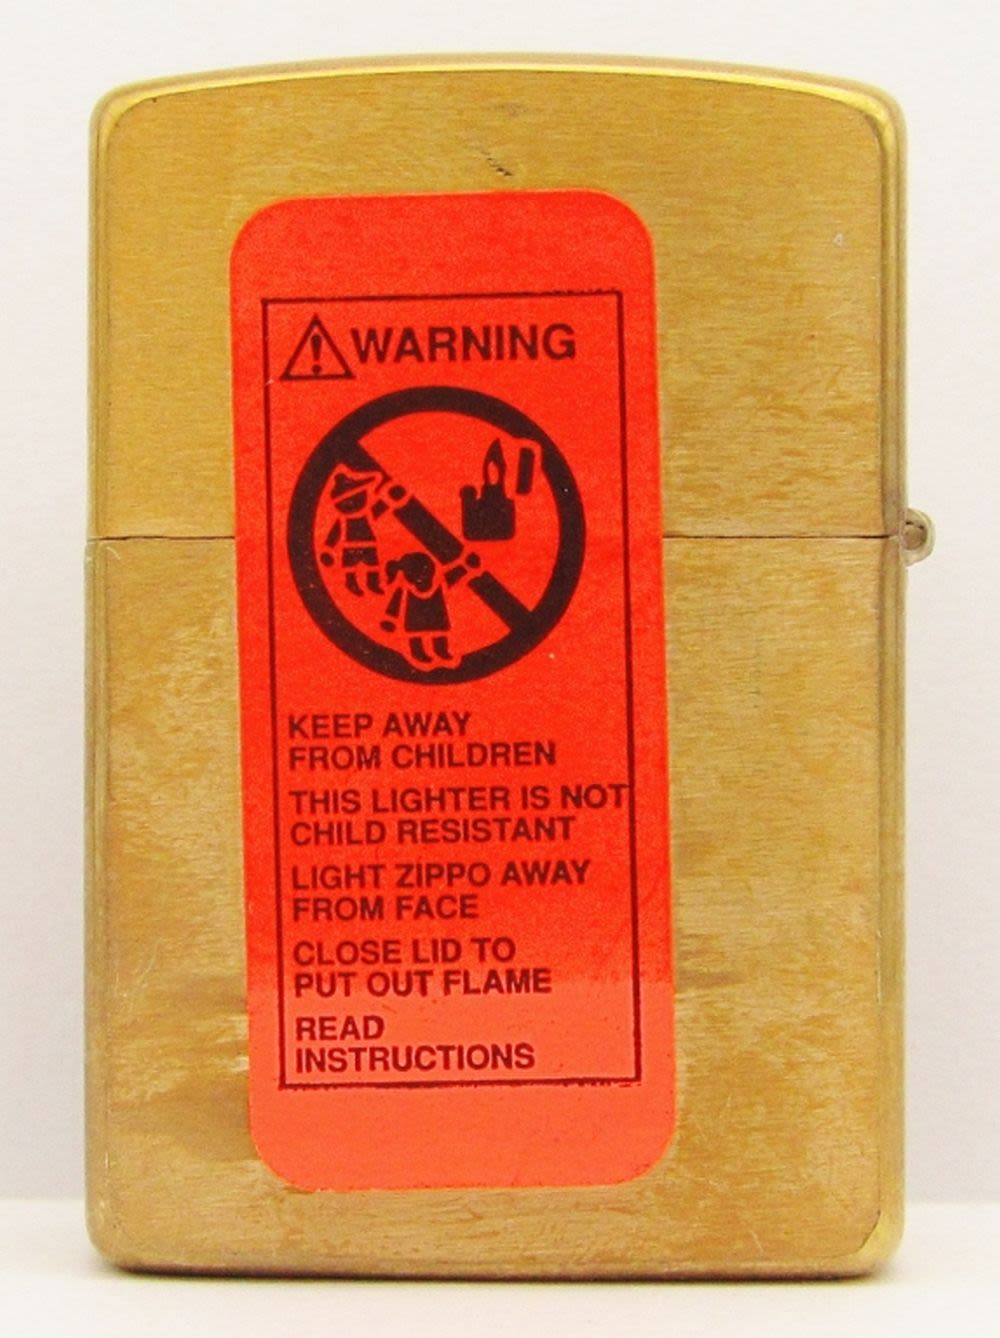 WARNING
KEEP AWAY
FROM CHILDREN
THIS LIGHTER IS NOT
CHILD RESISTANT
LIGHT ZIPPO AWAY
FROM FACE
CLOSE LID TO
PUT OUT FLAME
READ
INSTRUCTIONS